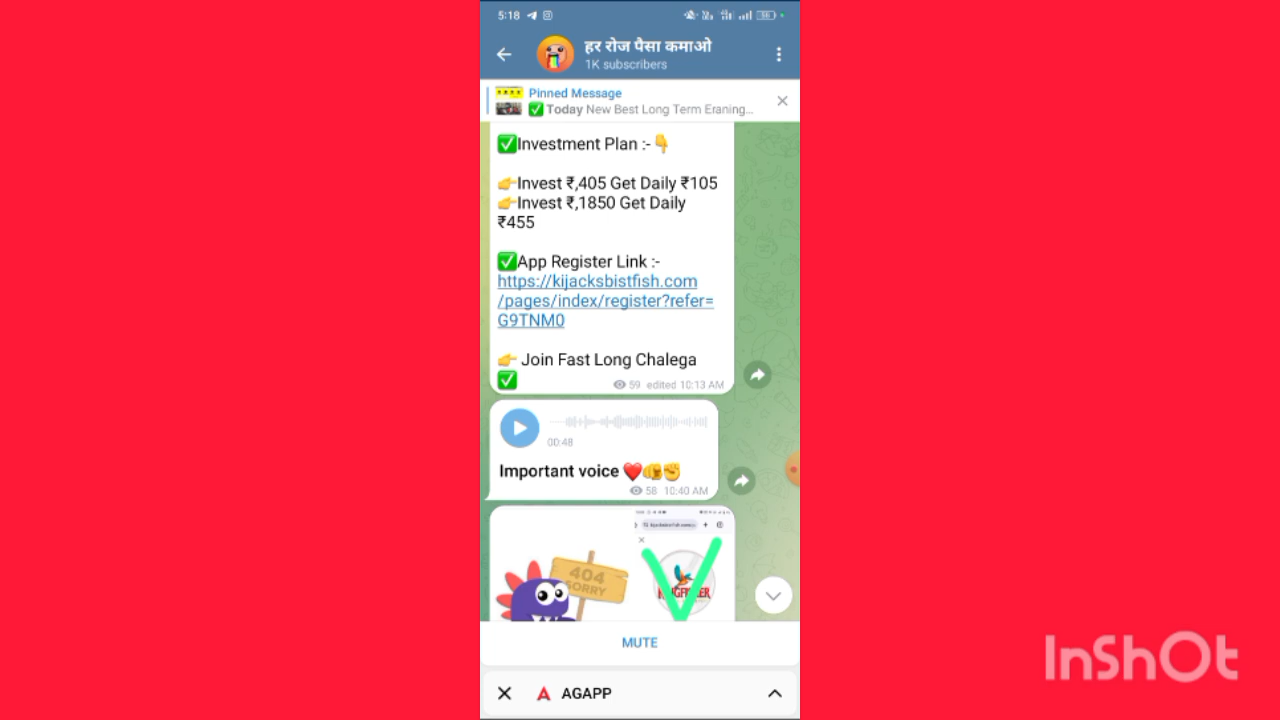 5:18
हर रोज पैसा कमाओ
1K subscribers
Pinned Message
✅Today New Best Long Term Eraning...
✅Investment Plan :-👇
👉Invest ₹,405 Get Daily ₹105
👉Invest ₹,1850 Get Daily
₹455
✅App Register Link :-
https://kijacksbistfish.com
/pages/index/register?refer=
G9TNM0
👉 Join Fast Long Chalega
✅
59 edited 10:13 AM
00:48
Important voice ❤️🫵✊
58 10:40 AM
404
SORRY
MUTE
AGAPP
InShOt